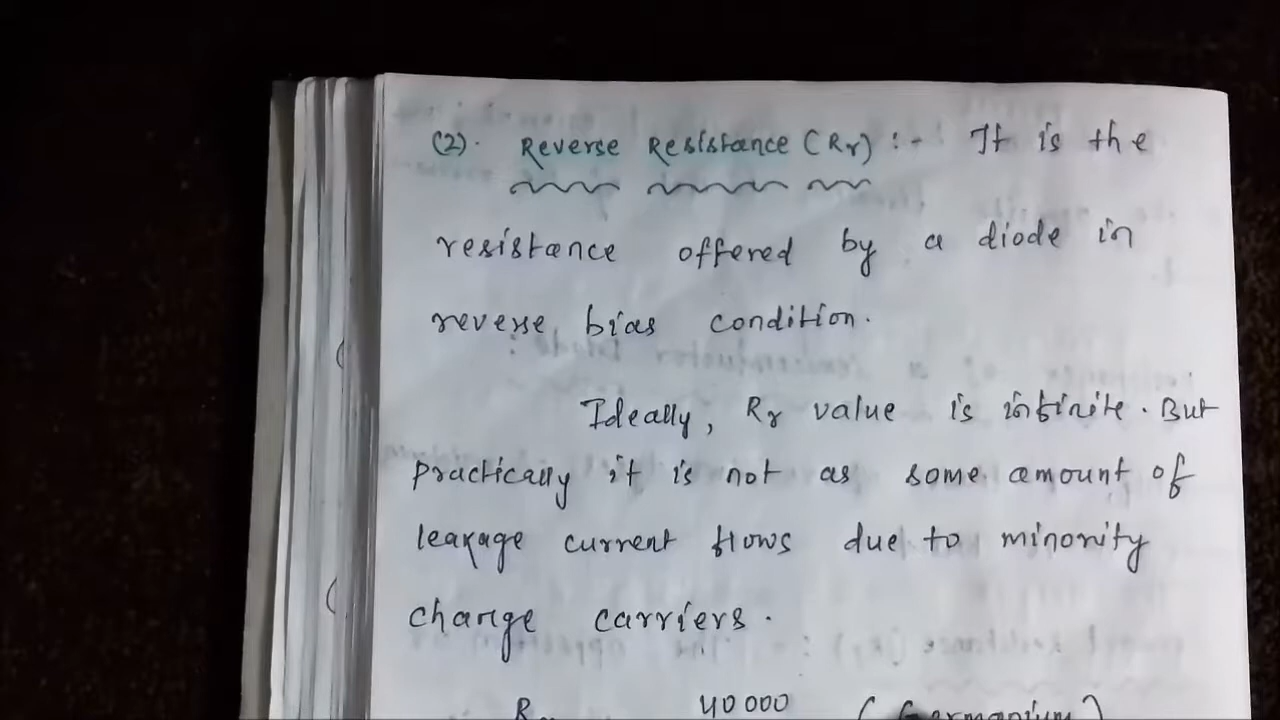 (2). Reverse Resistance (Rr) :- It is the
resistance offered by a diode in
reverse bias condition.
Ideally, Rr value is infinite. But
practically it is not as some amount of
leakage current flows due to minority
charge carriers.
R 40000 (Germanium)